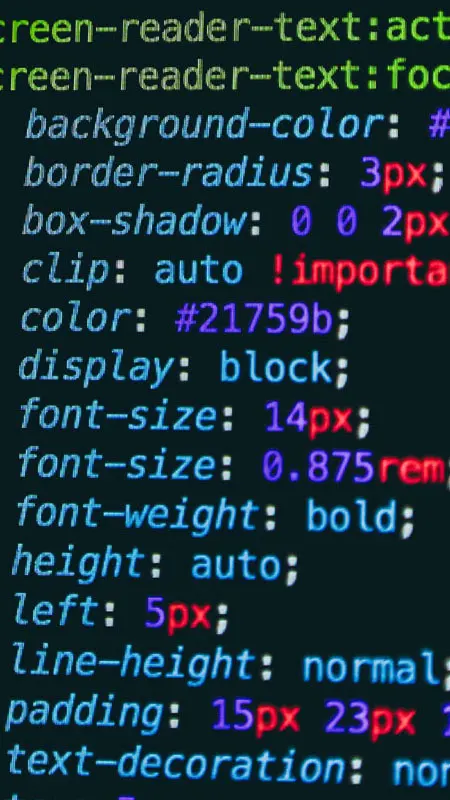 creen-reader-text:act
creen-reader-text:foc
background-color: #
border-radius: 3px;
box-shadow: 0 0 2px
clip: auto !importa
color: #21759b;
display: block;
font-size: 14px;
font-size: 0.875rem;
font-weight: bold;
height: auto;
left: 5px;
line-height: normal;
padding: 15px 23px 1
text-decoration: non